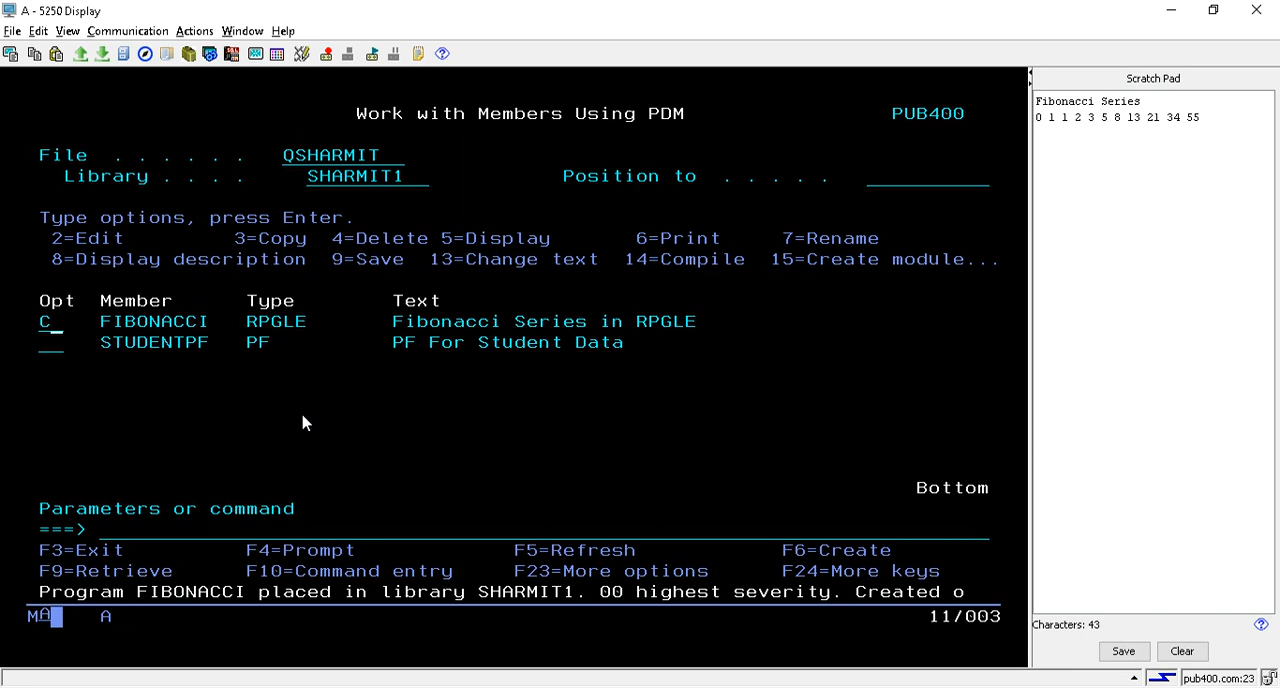 A - 5250 Display
File Edit View Communication Actions Window Help
Work with Members Using PDM PUB400
File . . . . . . QSHARMIT
Library . . . . SHARMIT1 Position to . . . . .
Type options, press Enter.
2=Edit 3=Copy 4=Delete 5=Display 6=Print 7=Rename
8=Display description 9=Save 13=Change text 14=Compile 15=Create module...
Opt Member Type Text
C FIBONACCI RPGLE Fibonacci Series in RPGLE
STUDENTPF PF PF For Student Data
Bottom
Parameters or command
===>
F3=Exit F4=Prompt F5=Refresh F6=Create
F9=Retrieve F10=Command entry F23=More options F24=More keys
Program FIBONACCI placed in library SHARMIT1. 00 highest severity. Created o
MA A 11/003
Scratch Pad
Fibonacci Series
0 1 1 2 3 5 8 13 21 34 55
Characters: 43
Save Clear
pub400.com:23